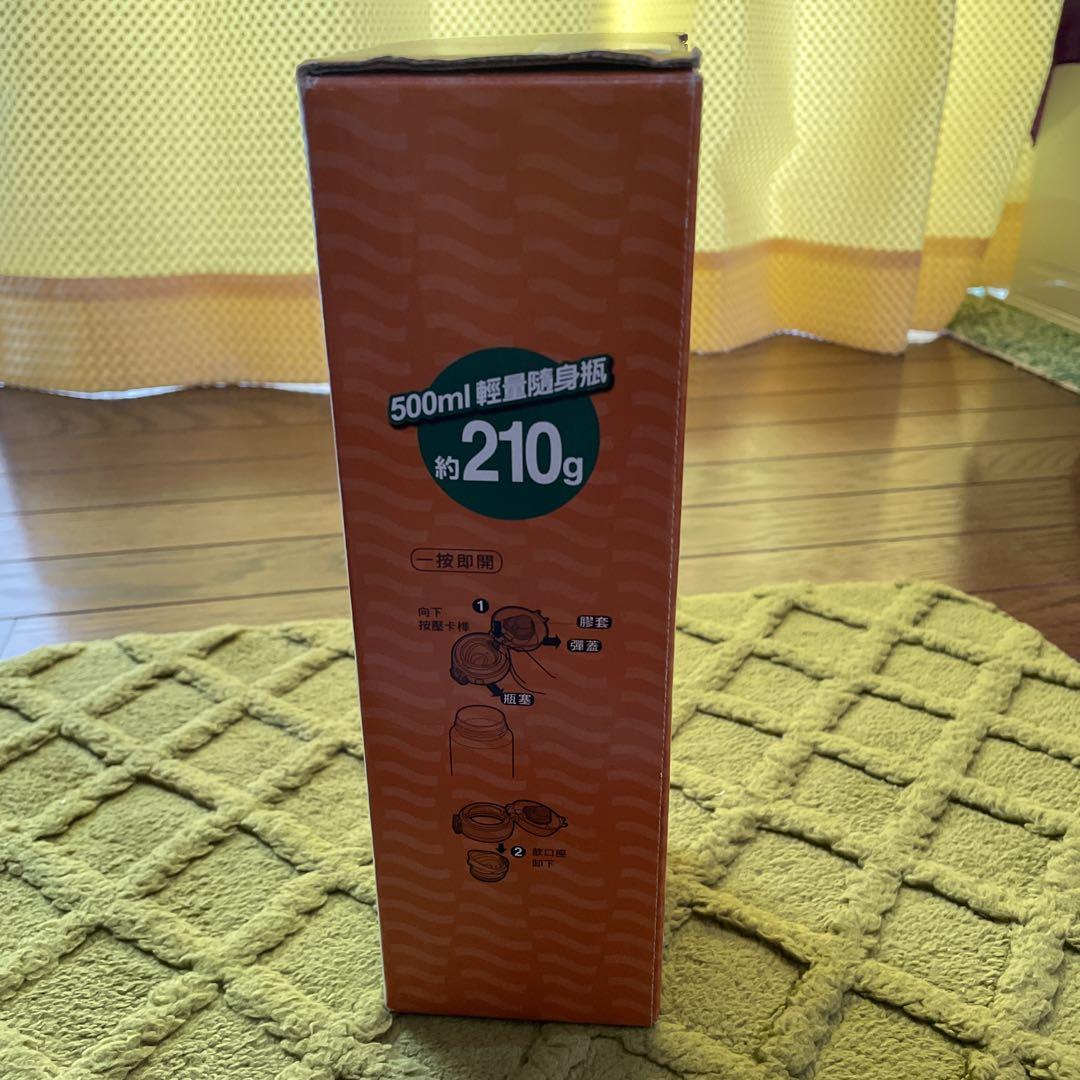 500ml 輕量隨身瓶
約210g
一按即開
1
向下
按壓卡榫
膠套
彈蓋
瓶塞
2 飲口座
卸下